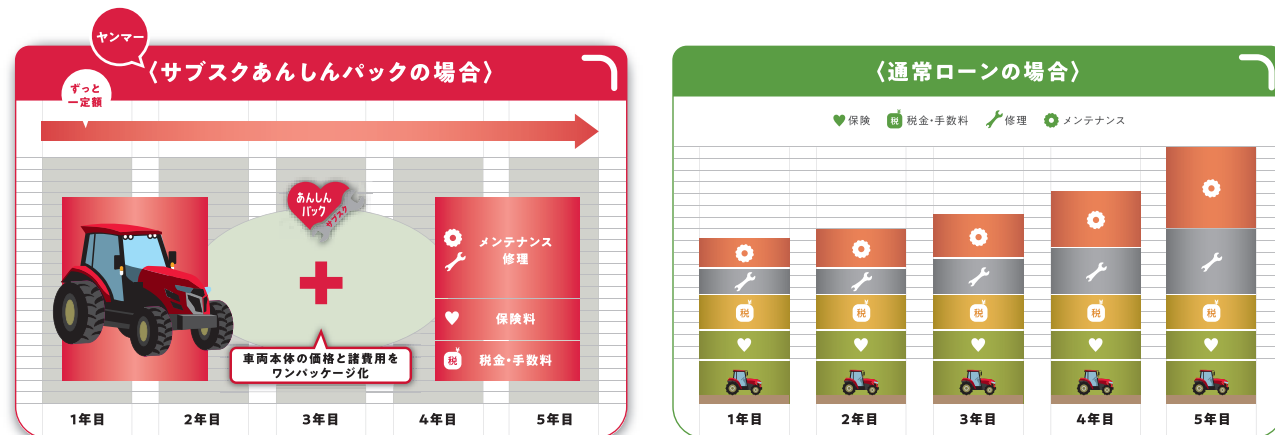 ヤンマー
〈サブスクあんしんパックの場合〉
ずっと
一定額
あんしん
パック
サブスク
メンテナンス
修理
保険料
税 税金・手数料
車両本体の価格と諸費用を
ワンパッケージ化
1年目 2年目 3年目 4年目 5年目
〈通常ローンの場合〉
保険 税 税金・手数料 修理 メンテナンス
税 税 税 税 税
1年目 2年目 3年目 4年目 5年目